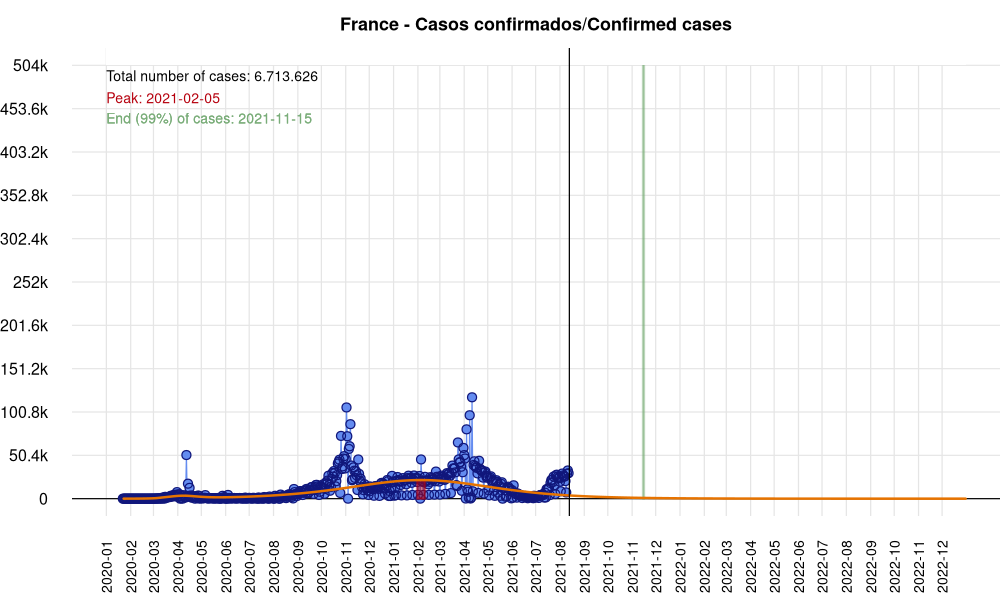 France - Casos confirmados/Confirmed cases
Total number of cases: 6.713.626
Peak: 2021-02-05
End (99%) of cases: 2021-11-15
504k
453.6k
403.2k
352.8k
302.4k
252k
201.6k
151.2k
100.8k
50.4k
0
2020-01
2020-02
2020-03
2020-04
2020-05
2020-06
2020-07
2020-08
2020-09
2020-10
2020-11
2020-12
2021-01
2021-02
2021-03
2021-04
2021-05
2021-06
2021-07
2021-08
2021-09
2021-10
2021-11
2021-12
2022-01
2022-02
2022-03
2022-04
2022-05
2022-06
2022-07
2022-08
2022-09
2022-10
2022-11
2022-12